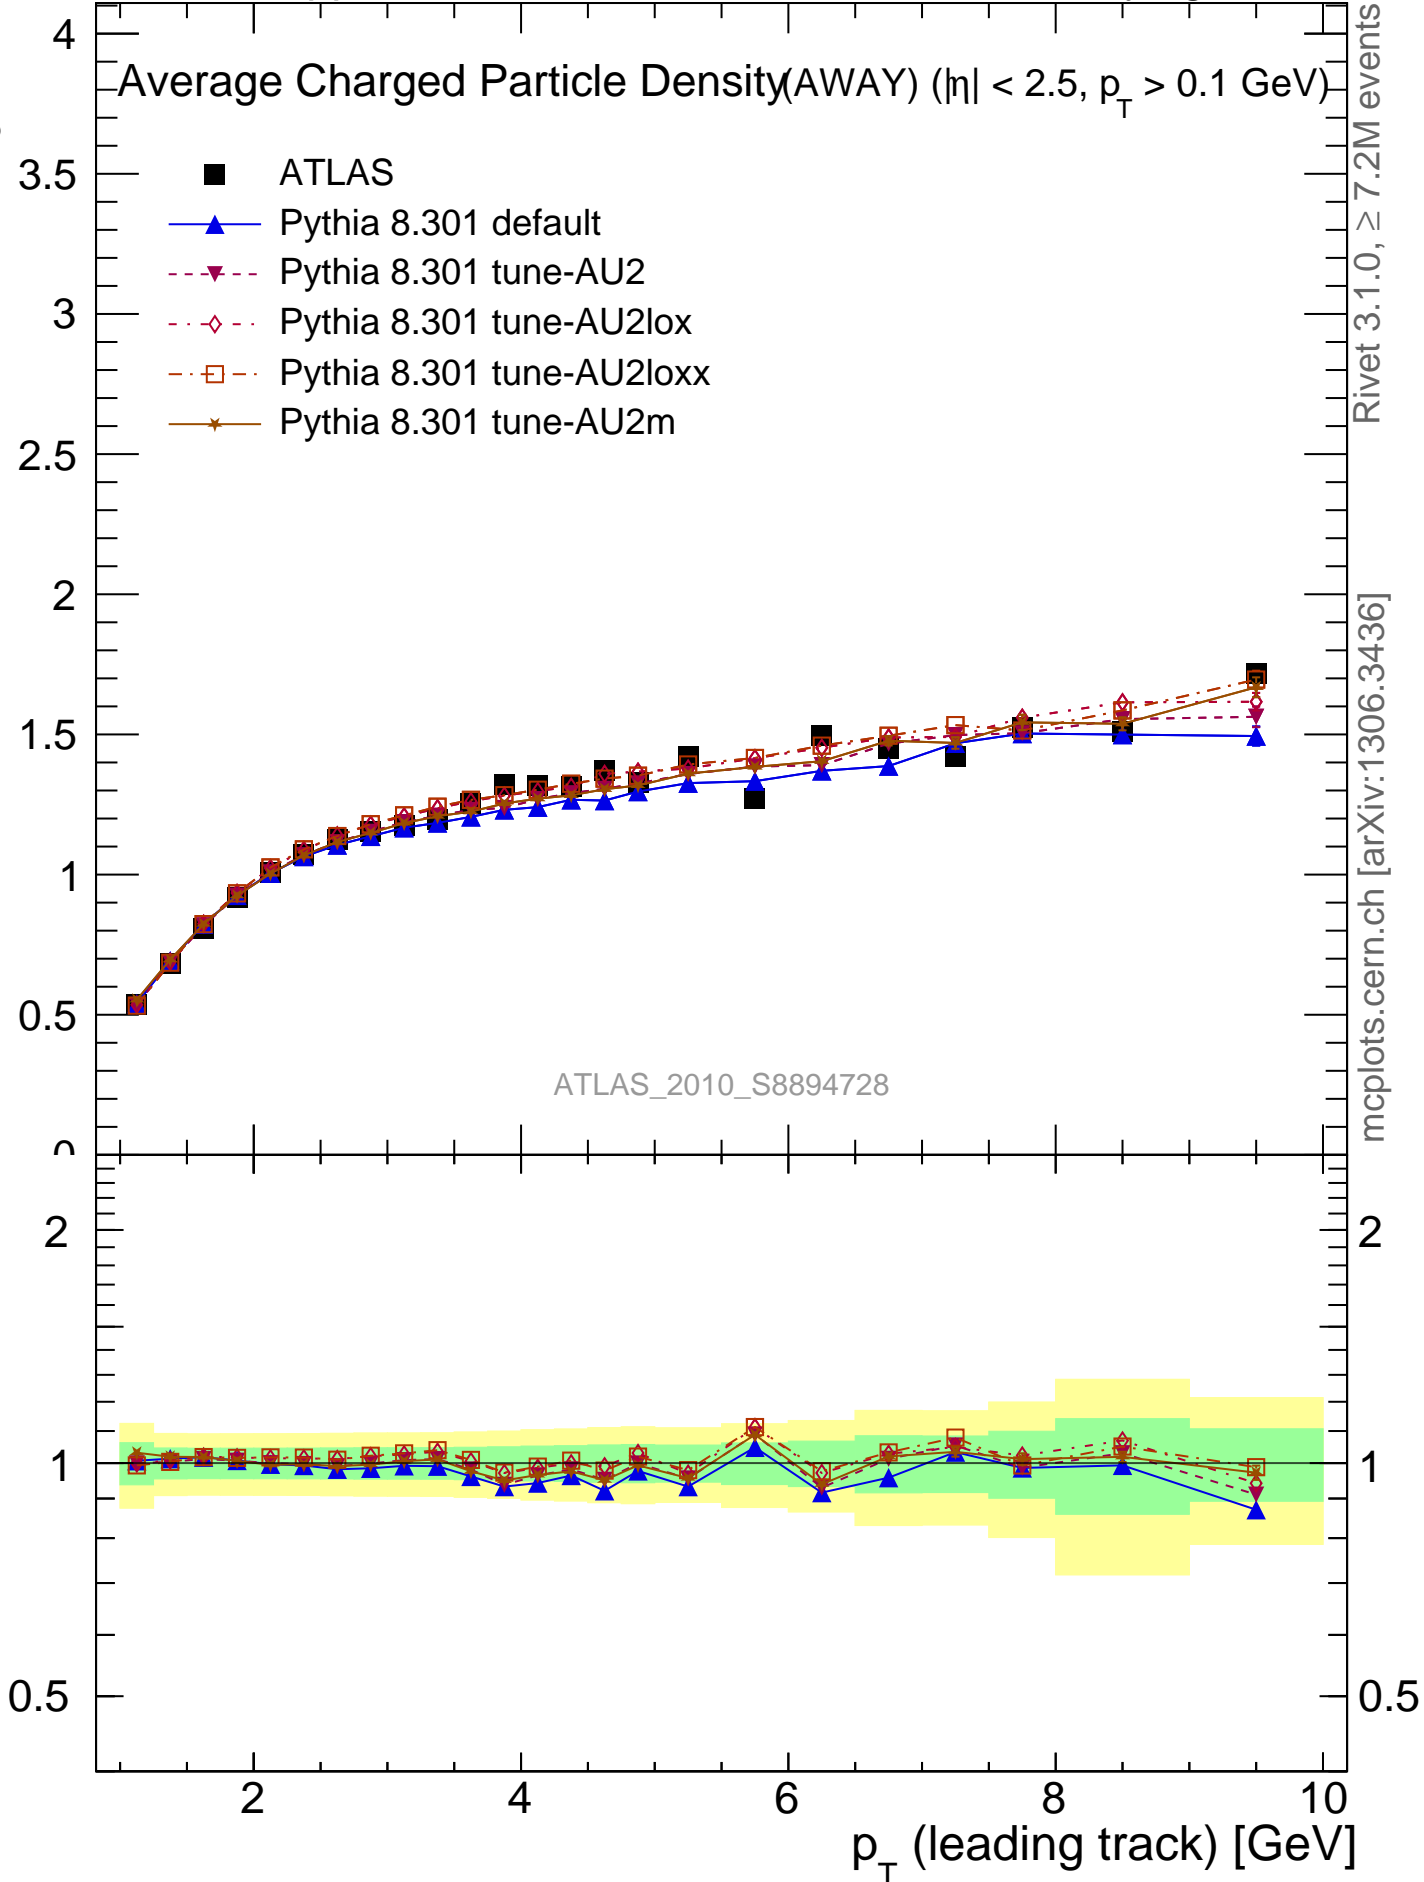 Average Charged Particle Density (AWAY) (|η| < 2.5, p_T > 0.1 GeV)
ATLAS
Pythia 8.301 default
Pythia 8.301 tune-AU2
Pythia 8.301 tune-AU2lox
Pythia 8.301 tune-AU2loxx
Pythia 8.301 tune-AU2m
4
3.5
3
2.5
2
1.5
1
0.5
0
ATLAS_2010_S8894728
2
1
0.5
2
1
0.5
2
4
6
8
10
p_T (leading track) [GeV]
Rivet 3.1.0, ≥ 7.2M events
mcplots.cern.ch [arXiv:1306.3436]